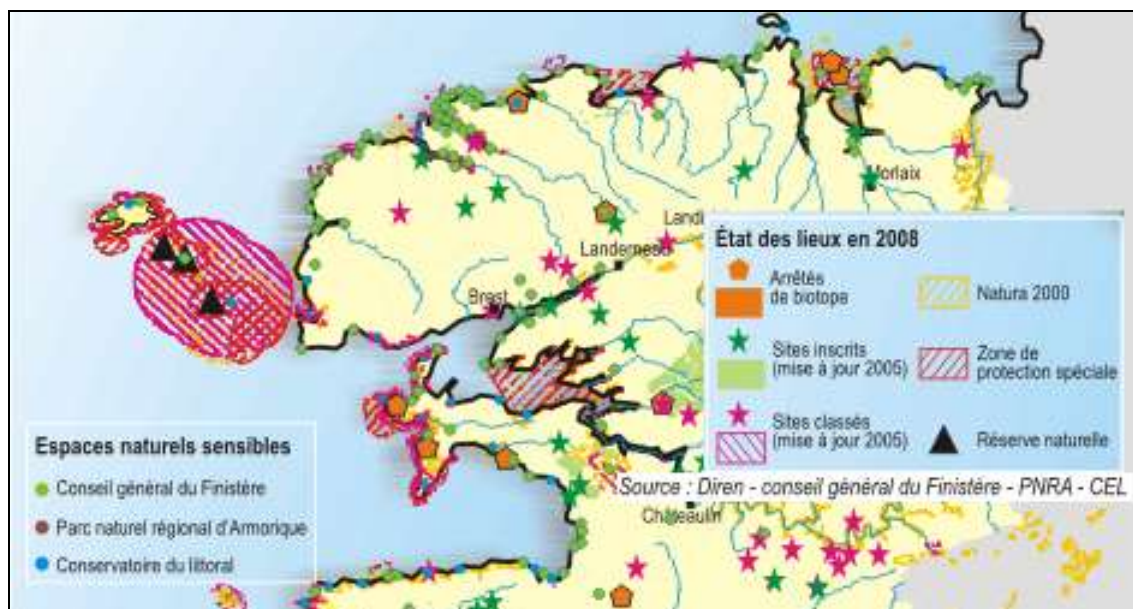 Morlaix
Landi
Landerneau
Brest
État des lieux en 2008
Arrêtés
de biotope
Natura 2000
Sites inscrits
(mise à jour 2005)
Zone de
protection spéciale
Sites classés
(mise à jour 2005)
Réserve naturelle
Source : Diren - conseil général du Finistère - PNRA - CEL
Châteaulin
Espaces naturels sensibles
Conseil général du Finistère
Parc naturel régional d'Armorique
Conservatoire du littoral